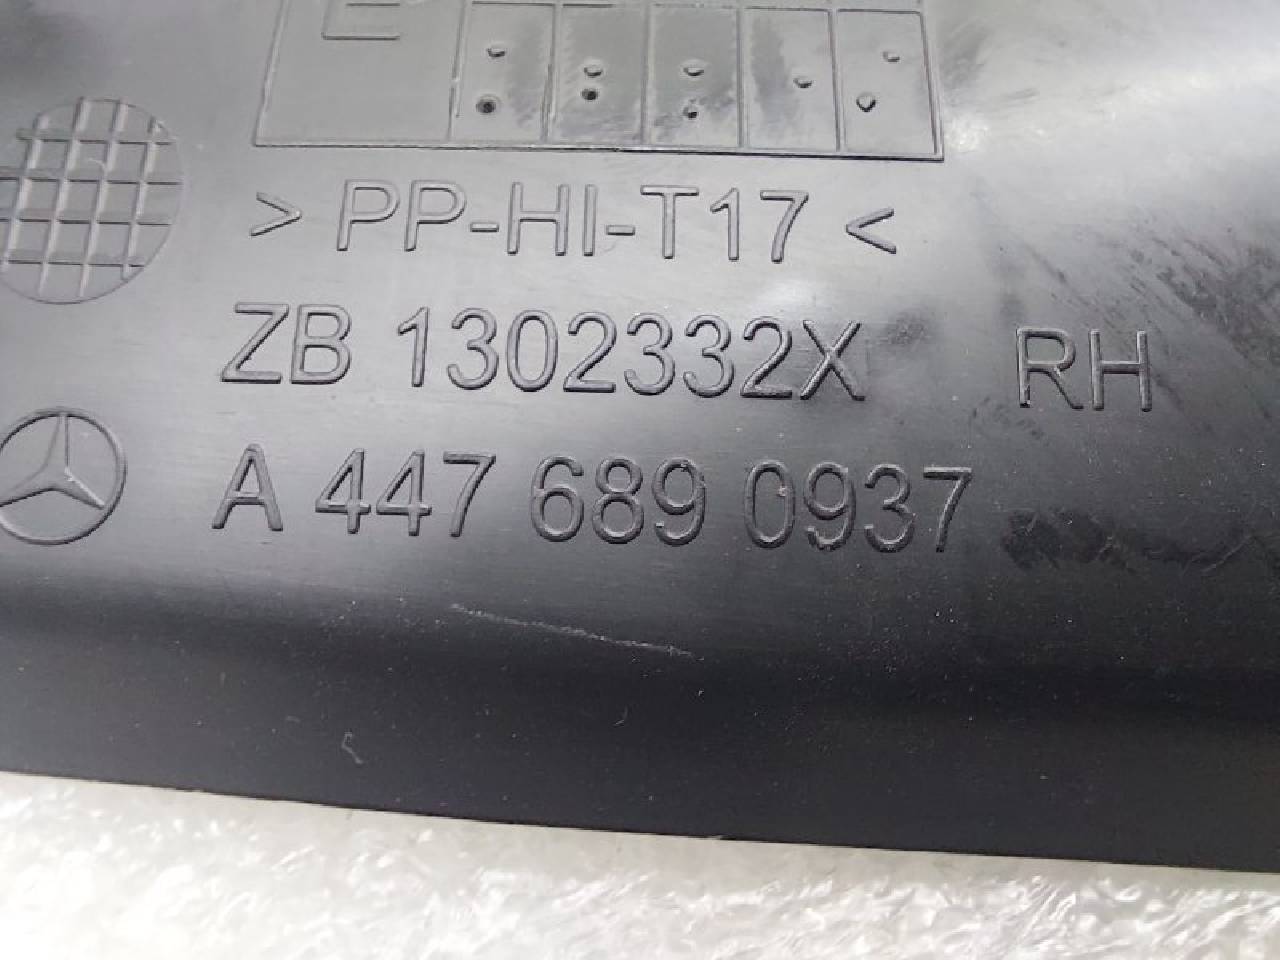 E
> PP-HI-T17 <
ZB 1302332X RH
A 447 689 0937